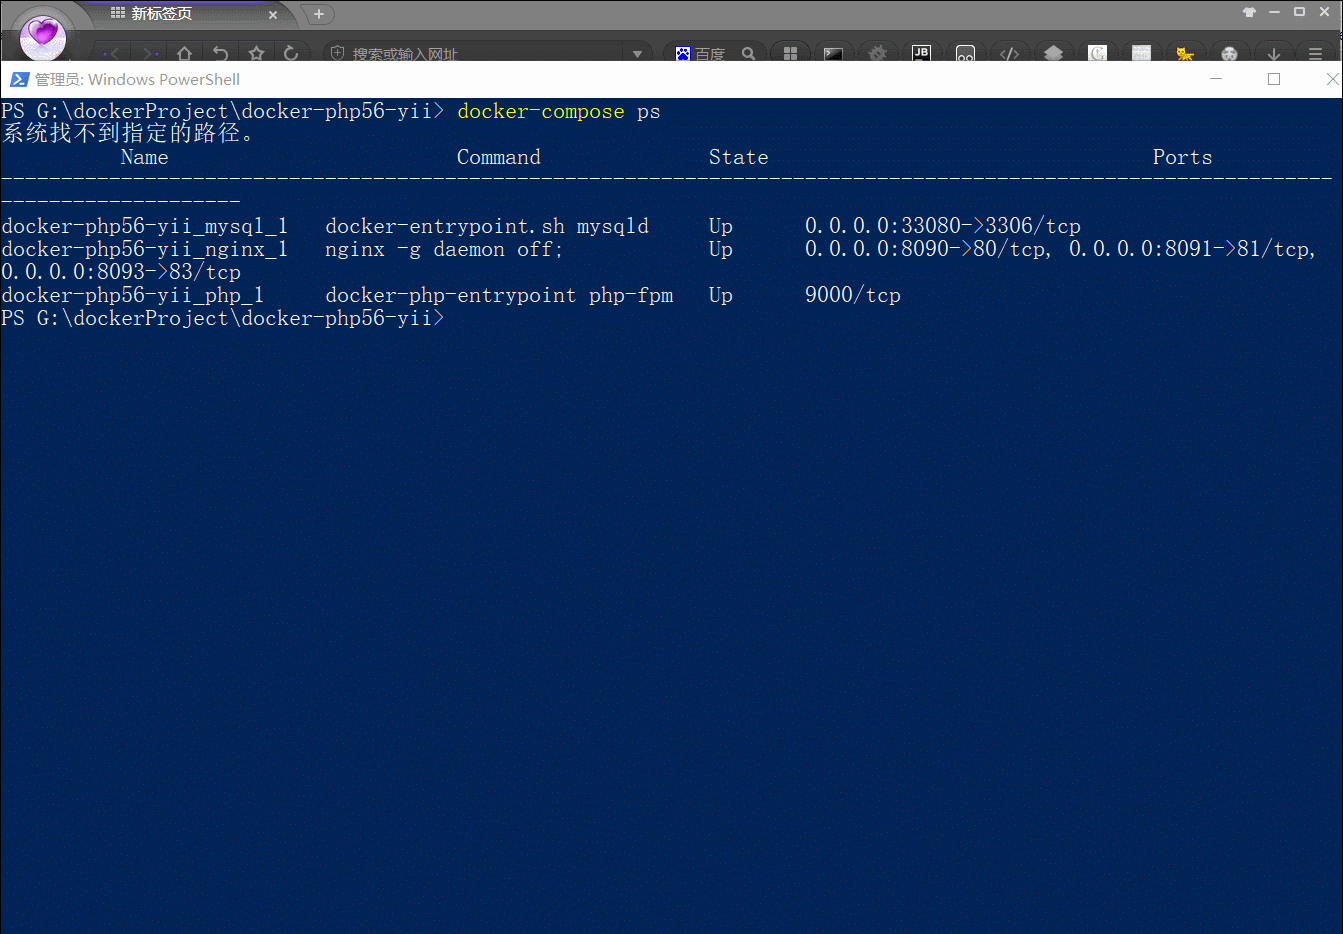 新标签页
搜索或输入网址
百度
JB
管理员: Windows PowerShell
PS G:\dockerProject\docker-php56-yii> docker-compose ps
系统找不到指定的路径。
Name Command State Ports
---------------------------------------------------------------------------------------------------------------
--------------------
docker-php56-yii_mysql_1 docker-entrypoint.sh mysqld Up 0.0.0.0:33080->3306/tcp
docker-php56-yii_nginx_1 nginx -g daemon off; Up 0.0.0.0:8090->80/tcp, 0.0.0.0:8091->81/tcp,
0.0.0.0:8093->83/tcp
docker-php56-yii_php_1 docker-php-entrypoint php-fpm Up 9000/tcp
PS G:\dockerProject\docker-php56-yii>